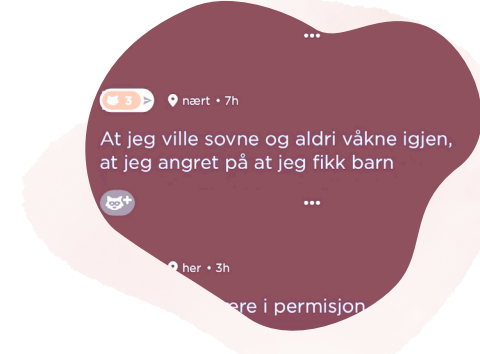 3
nært • 7h
At jeg ville sovne og aldri våkne igjen,
at jeg angret på at jeg fikk barn
her • 3h
i permisjon